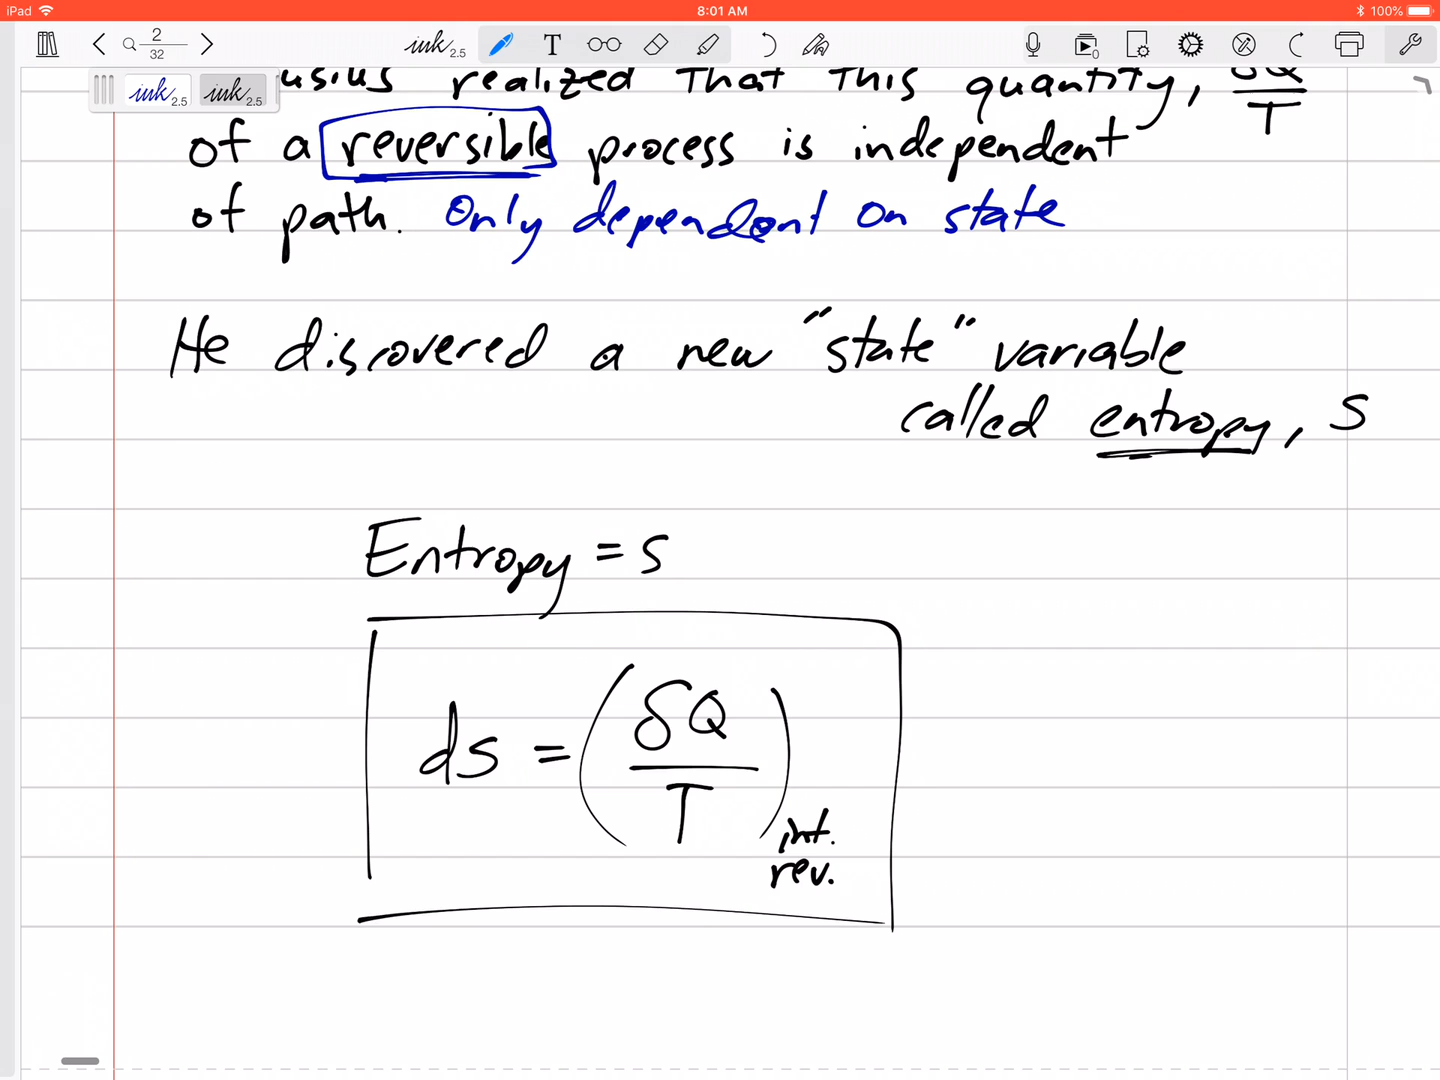 iPad 8:01 AM 100%
2
32
ink 2.5 T
0
ink 2.5 ink 2.5
usius realized that this quantity, δQ
T
of a reversible process is independent
of path. Only dependent on state
He discovered a new "state" variable
called entropy, s
Entropy = s
ds = (δQ
T)
int.
rev.